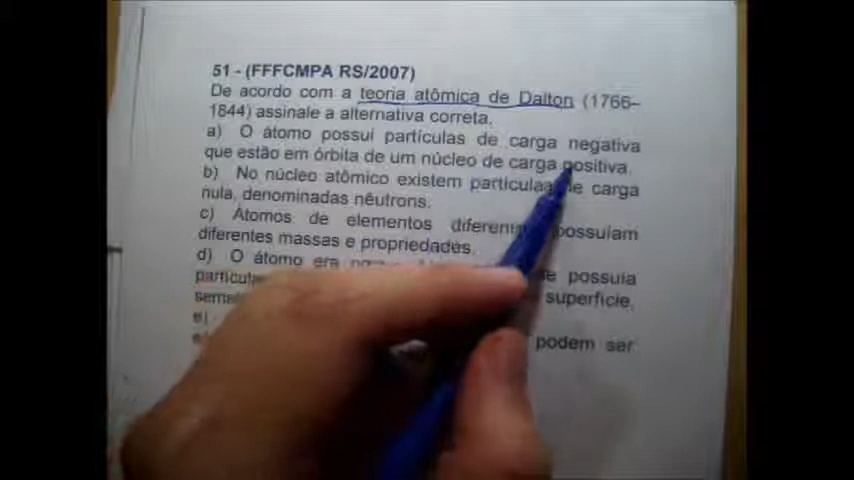 51 - (FFFCMPA RS/2007)
De acordo com a teoria atômica de Dalton (1766–
1844) assinale a alternativa correta.
a) O átomo possui partículas de carga negativa
que estão em órbita de um núcleo de carga positiva.
b) No núcleo atômico existem partículas de carga
nula, denominadas nêutrons.
c) Átomos de elementos possuíam
diferentes massas e propriedades.
d) O átomo era possuía
superfície.
e)
podem ser